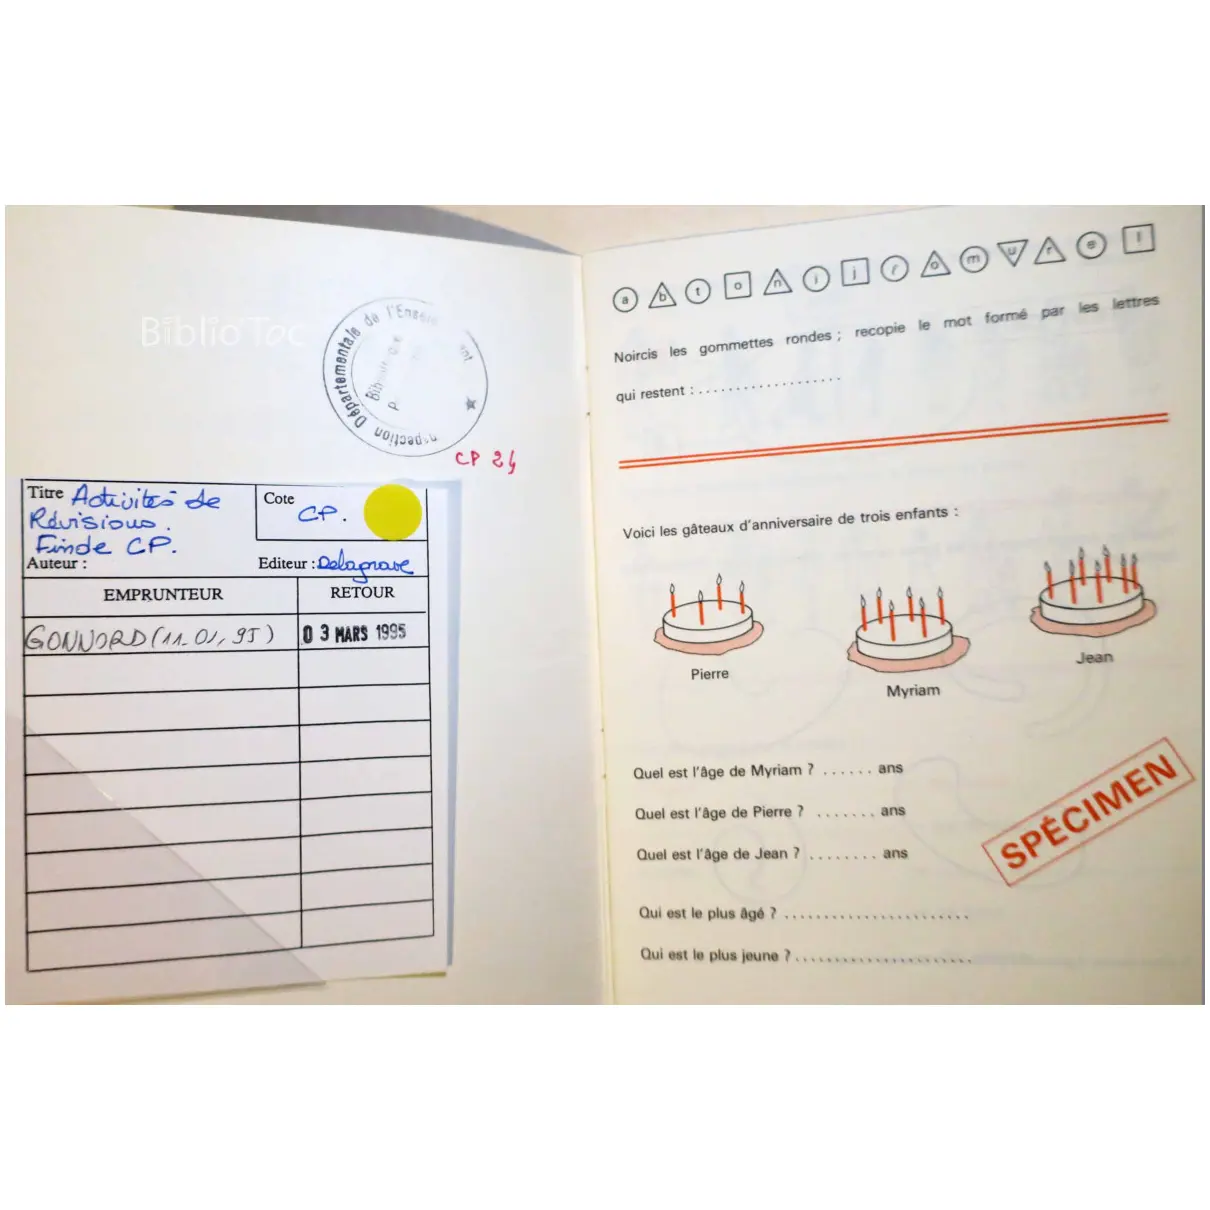 Biblio Toc
Inspection Départementale de l'Enseignement
CP 24
Titre Activités de
Révisions.
Fin de CP.
Cote
CP.
Auteur :
Editeur : Delagrave
EMPRUNTEUR
RETOUR
GONNORD (11.01.95)
03 MARS 1995
a b t o n i j r o m u r e l
Noircis les gommettes rondes ; recopie le mot formé par les lettres
qui restent : ...................
Voici les gâteaux d'anniversaire de trois enfants :
Pierre
Myriam
Jean
Quel est l'âge de Myriam ? ...... ans
Quel est l'âge de Pierre ? ....... ans
Quel est l'âge de Jean ? ........ ans
SPÉCIMEN
Qui est le plus âgé ? ........................
Qui est le plus jeune ? .......................